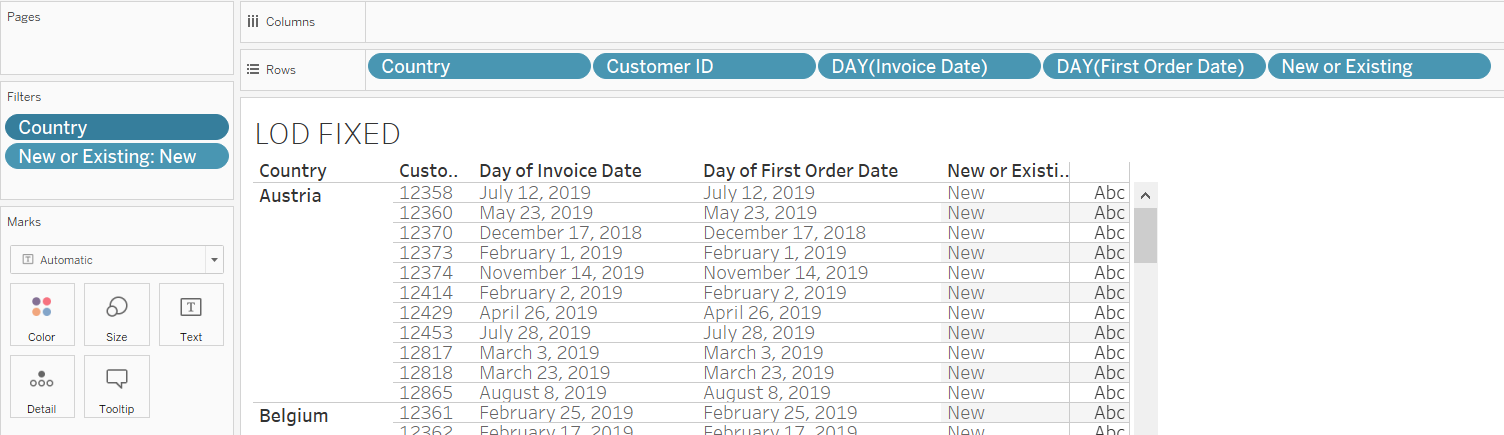 Pages
Columns
Rows
Country
Customer ID
DAY(Invoice Date)
DAY(First Order Date)
New or Existing
Filters
Country
New or Existing: New
Marks
Automatic
Color
Size
T
Text
Detail
Tooltip
LOD FIXED
Country Custo.. Day of Invoice Date Day of First Order Date New or Existi..
Austria 12358 July 12, 2019 July 12, 2019 New Abc
12360 May 23, 2019 May 23, 2019 New Abc
12370 December 17, 2018 December 17, 2018 New Abc
12373 February 1, 2019 February 1, 2019 New Abc
12374 November 14, 2019 November 14, 2019 New Abc
12414 February 2, 2019 February 2, 2019 New Abc
12429 April 26, 2019 April 26, 2019 New Abc
12453 July 28, 2019 July 28, 2019 New Abc
12817 March 3, 2019 March 3, 2019 New Abc
12818 March 23, 2019 March 23, 2019 New Abc
12865 August 8, 2019 August 8, 2019 New Abc
Belgium 12361 February 25, 2019 February 25, 2019 New Abc
12362 February 17, 2019 February 17, 2019 New Abc